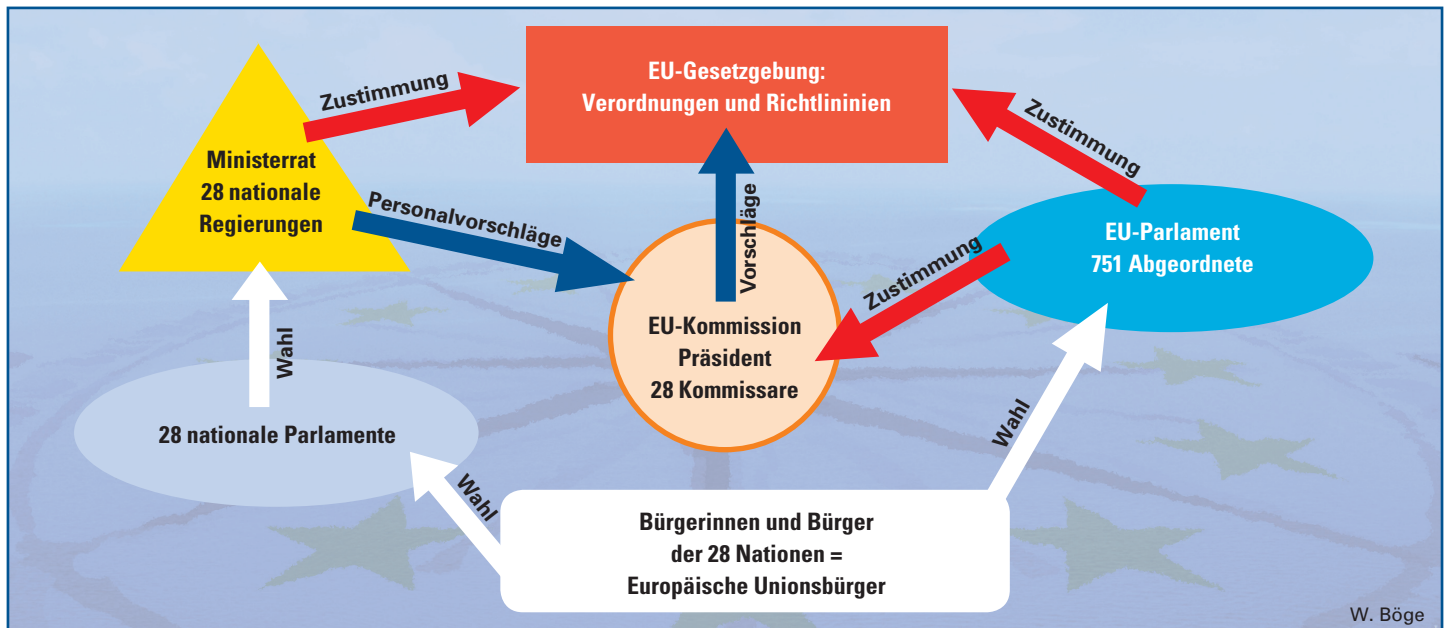 EU-Gesetzgebung:
Verordnungen und Richtlininien
Zustimmung
Zustimmung
Ministerrat
28 nationale
Regierungen
Personalvorschläge
Vorschläge
Zustimmung
EU-Parlament
751 Abgeordnete
EU-Kommission
Präsident
28 Kommissare
Wahl
28 nationale Parlamente
Wahl
Wahl
Bürgerinnen und Bürger
der 28 Nationen =
Europäische Unionsbürger
W. Böge